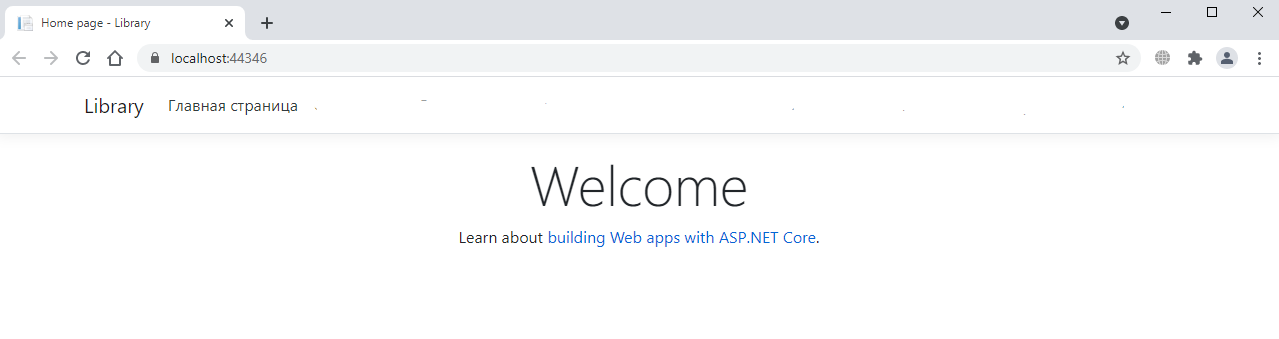 Home page - Library
localhost:44346
Library Главная страница
Welcome
Learn about building Web apps with ASP.NET Core.